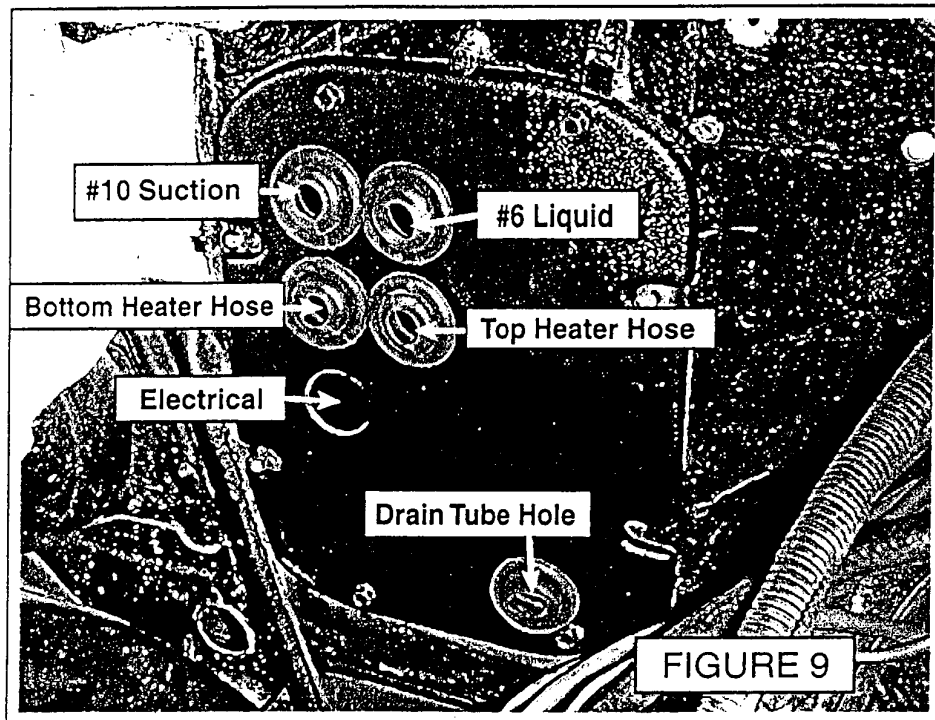 #10 Suction
#6 Liquid
Bottom Heater Hose
Top Heater Hose
Electrical
Drain Tube Hole
FIGURE 9